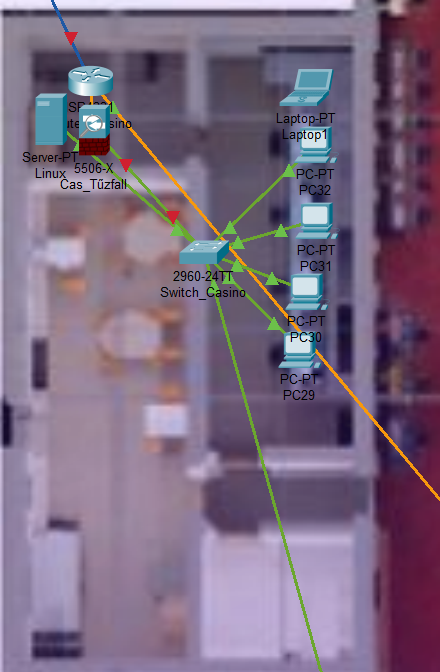 Server-PT
Linux
5506-X
Cas_Tűzfall
Laptop-PT
Laptop1
PC-PT
PC32
PC-PT
PC31
2960-24TT
Switch_Casino
PC-PT
PC30
PC-PT
PC29